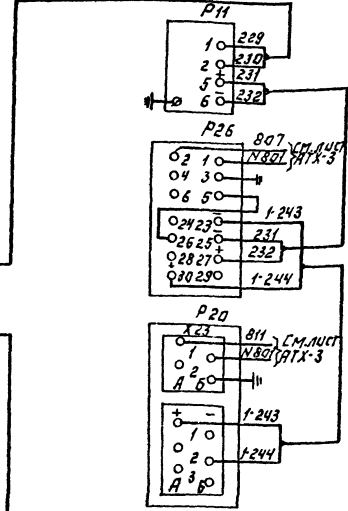 Р11
1 229
2 230
+
5 231
-
6 232
Р26
807
2 1 N801 См.лист АТХ-3
4 3
6 5
-
24 23 1-243
-
26 25 231
+
28 27 232
+
30 29 1-244
Р20
Х23 811 См.лист
1 N801 АТХ-3
2
А Б
+ - 1-243
1
2 1-244
3
А Б